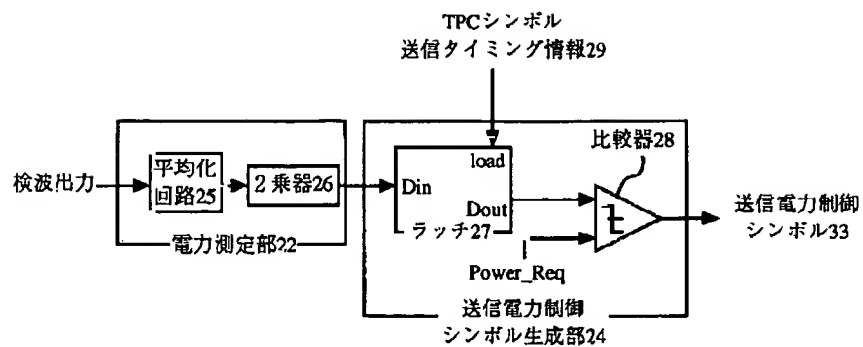 TPCシンボル
送信タイミング情報29
比較器28
検波出力
平均化
回路25
2乗器26
電力測定部22
load
Din
Dout
ラッチ27
Power_Req
送信電力制御
シンボル33
送信電力制御
シンボル生成部24